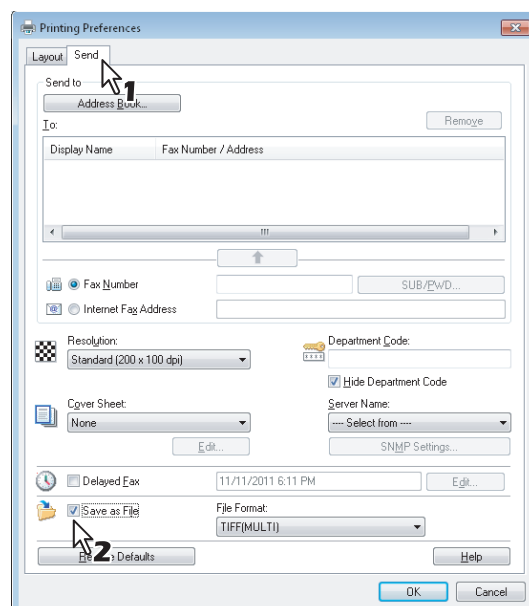 Printing Preferences
Layout Send
1
Send to
Address Book...
To:
Remove
Display Name Fax Number / Address
Fax Number
SUB/PWD...
Internet Fax Address
Resolution:
Standard (200 x 100 dpi)
Department Code:
Hide Department Code
Cover Sheet:
None
Edit...
Server Name:
---- Select from ----
SNMP Settings...
Delayed Fax 11/11/2011 6:11 PM Edit...
Save as File
File Format:
TIFF(MULTI)
2
Defaults
Help
OK Cancel